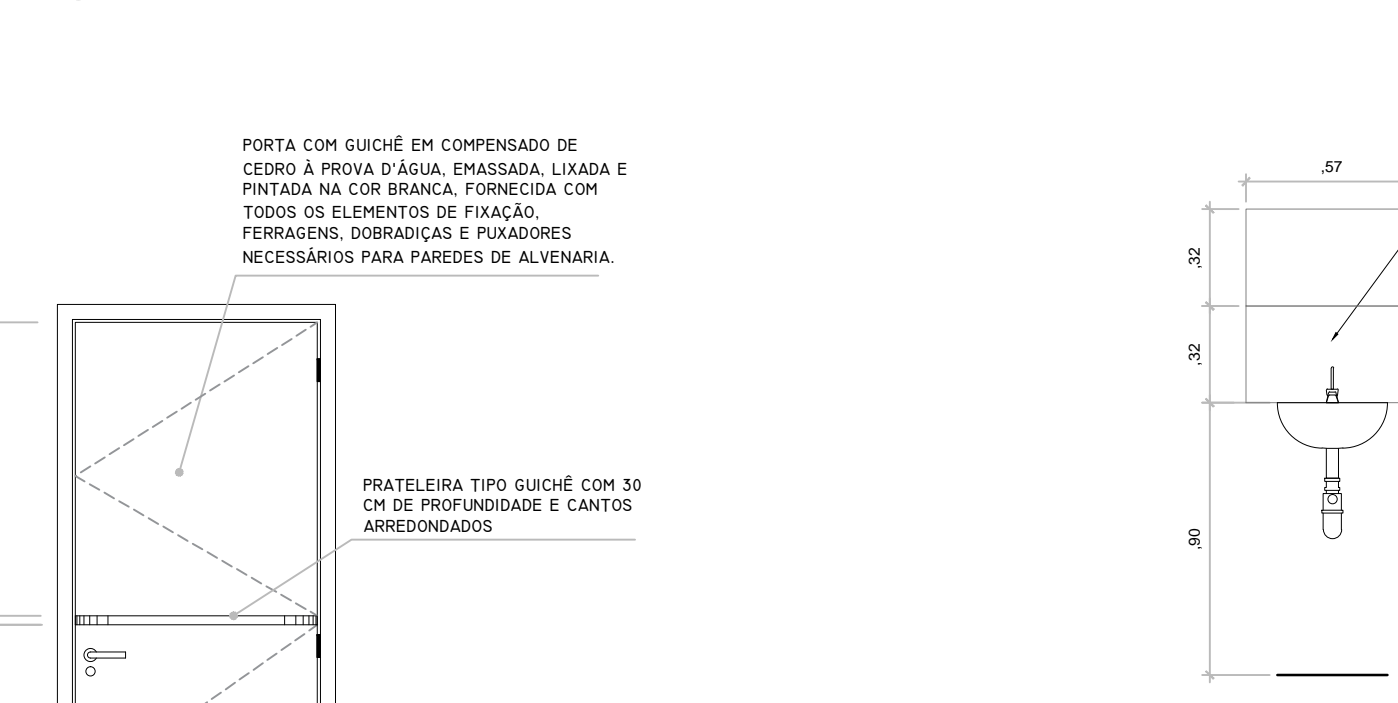 PORTA COM GUICHÊ EM COMPENSADO DE
CEDRO À PROVA D'ÁGUA, EMASSADA, LIXADA E
PINTADA NA COR BRANCA, FORNECIDA COM
TODOS OS ELEMENTOS DE FIXAÇÃO,
FERRAGENS, DOBRADIÇAS E PUXADORES
NECESSÁRIOS PARA PAREDES DE ALVENARIA.
PRATELEIRA TIPO GUICHÊ COM 30
CM DE PROFUNDIDADE E CANTOS
ARREDONDADOS
,57
,32
,32
,90